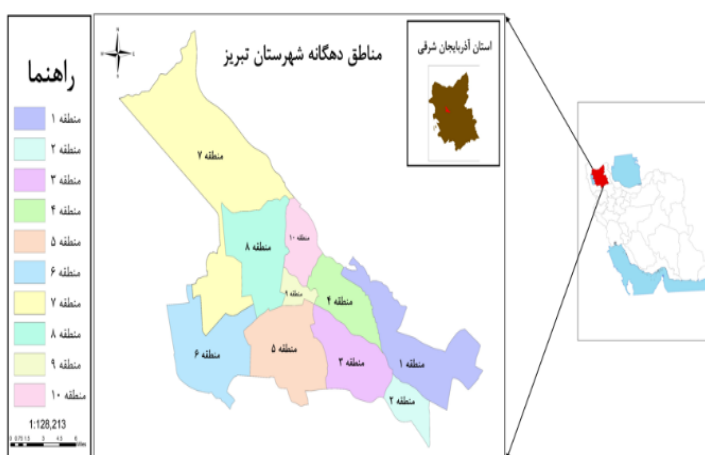 مناطق دهگانه شهرستان تبریز
استان آذربایجان شرقی
راهنما
منطقه ۱
منطقه ۲
منطقه ۳
منطقه ۴
منطقه ۵
منطقه ۶
منطقه ۷
منطقه ۸
منطقه ۹
منطقه ۱۰
1:128,213
منطقه ۷
منطقه ۸
منطقه ۱۰
منطقه ۹
منطقه ۴
منطقه ۶
منطقه ۵
منطقه ۳
منطقه ۱
منطقه ۲